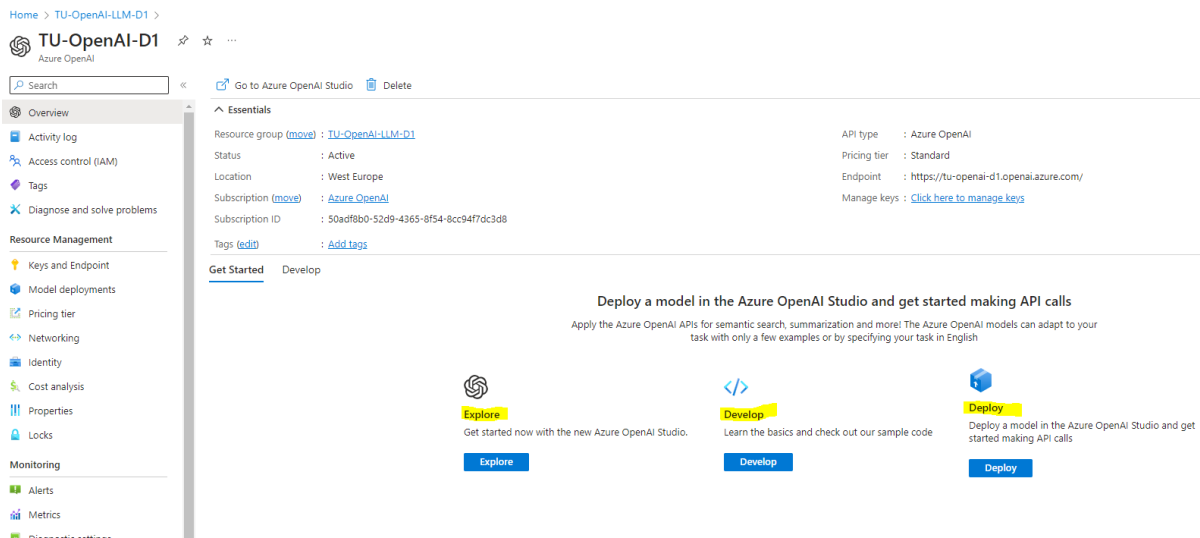 Home > TU-OpenAI-LLM-D1 >
TU-OpenAI-D1
Azure OpenAI
Search
Overview
Activity log
Access control (IAM)
Tags
Diagnose and solve problems
Resource Management
Keys and Endpoint
Model deployments
Pricing tier
Networking
Identity
Cost analysis
Properties
Locks
Monitoring
Alerts
Metrics
Diagnostic settings
Go to Azure OpenAI Studio Delete
Essentials
Resource group (move) : TU-OpenAI-LLM-D1
Status : Active
Location : West Europe
Subscription (move) : Azure OpenAI
Subscription ID : 50adf8b0-52d9-4365-8f54-8cc94f7dc3d8
Tags (edit) : Add tags
API type : Azure OpenAI
Pricing tier : Standard
Endpoint : https://tu-openai-d1.openai.azure.com/
Manage keys : Click here to manage keys
Get Started Develop
Deploy a model in the Azure OpenAI Studio and get started making API calls
Apply the Azure OpenAI APIs for semantic search, summarization and more! The Azure OpenAI models can adapt to your
task with only a few examples or by specifying your task in English
Explore
Get started now with the new Azure OpenAI Studio.
Explore
Develop
Learn the basics and check out our sample code
Develop
Deploy
Deploy a model in the Azure OpenAI Studio and get
started making API calls
Deploy